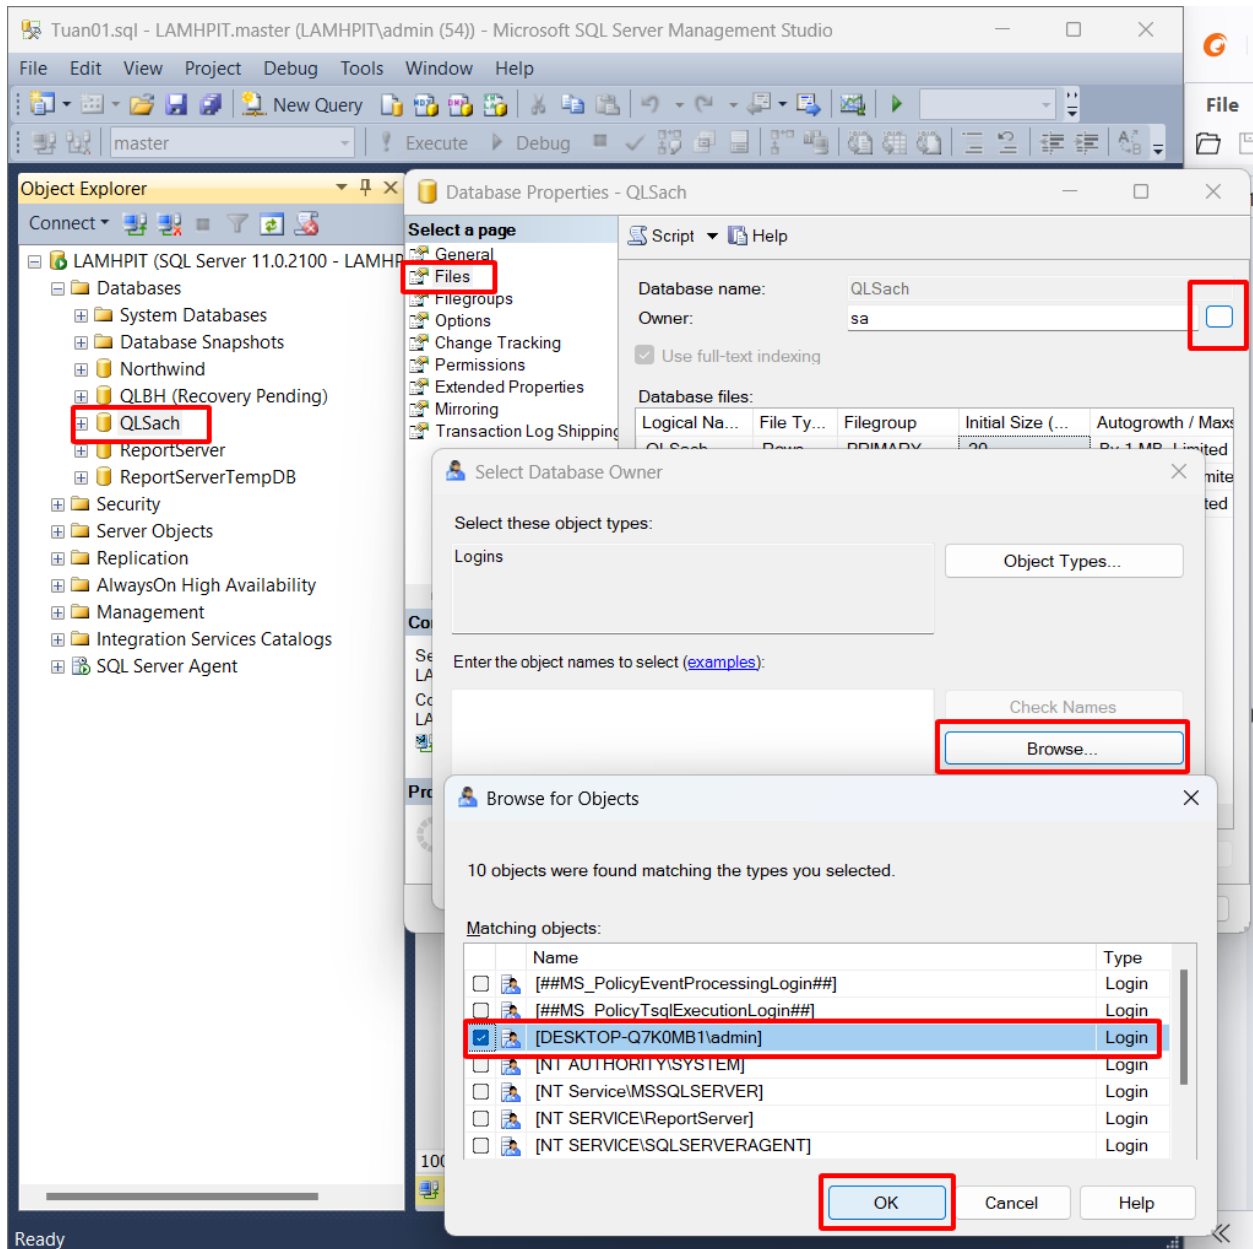 Tuan01.sql - LAMHPIT.master (LAMHPIT\admin (54)) - Microsoft SQL Server Management Studio
File Edit View Project Debug Tools Window Help
New Query
master
Execute Debug
File
Object Explorer
Connect
LAMHPIT (SQL Server 11.0.2100 - LAMHP
Databases
System Databases
Database Snapshots
Northwind
QLBH (Recovery Pending)
QLSach
ReportServer
ReportServerTempDB
Security
Server Objects
Replication
AlwaysOn High Availability
Management
Integration Services Catalogs
SQL Server Agent
Database Properties - QLSach
Select a page
General
Files
Filegroups
Options
Change Tracking
Permissions
Extended Properties
Mirroring
Transaction Log Shipping
Script Help
Database name: QLSach
Owner: sa
Use full-text indexing
Database files:
Logical Na... File Ty... Filegroup Initial Size (... Autogrowth / Maxs
QLSach Rows PRIMARY 20 By 1 MB, Limited
Select Database Owner
Select these object types:
Logins
Object Types...
Enter the object names to select (examples):
Check Names
Browse...
Browse for Objects
10 objects were found matching the types you selected.
Matching objects:
Name Type
[##MS_PolicyEventProcessingLogin##] Login
[##MS_PolicyTsqlExecutionLogin##] Login
[DESKTOP-Q7K0MB1\admin] Login
[NT AUTHORITY\SYSTEM] Login
[NT Service\MSSQLSERVER] Login
[NT SERVICE\ReportServer] Login
[NT SERVICE\SQLSERVERAGENT] Login
OK Cancel Help
Ready